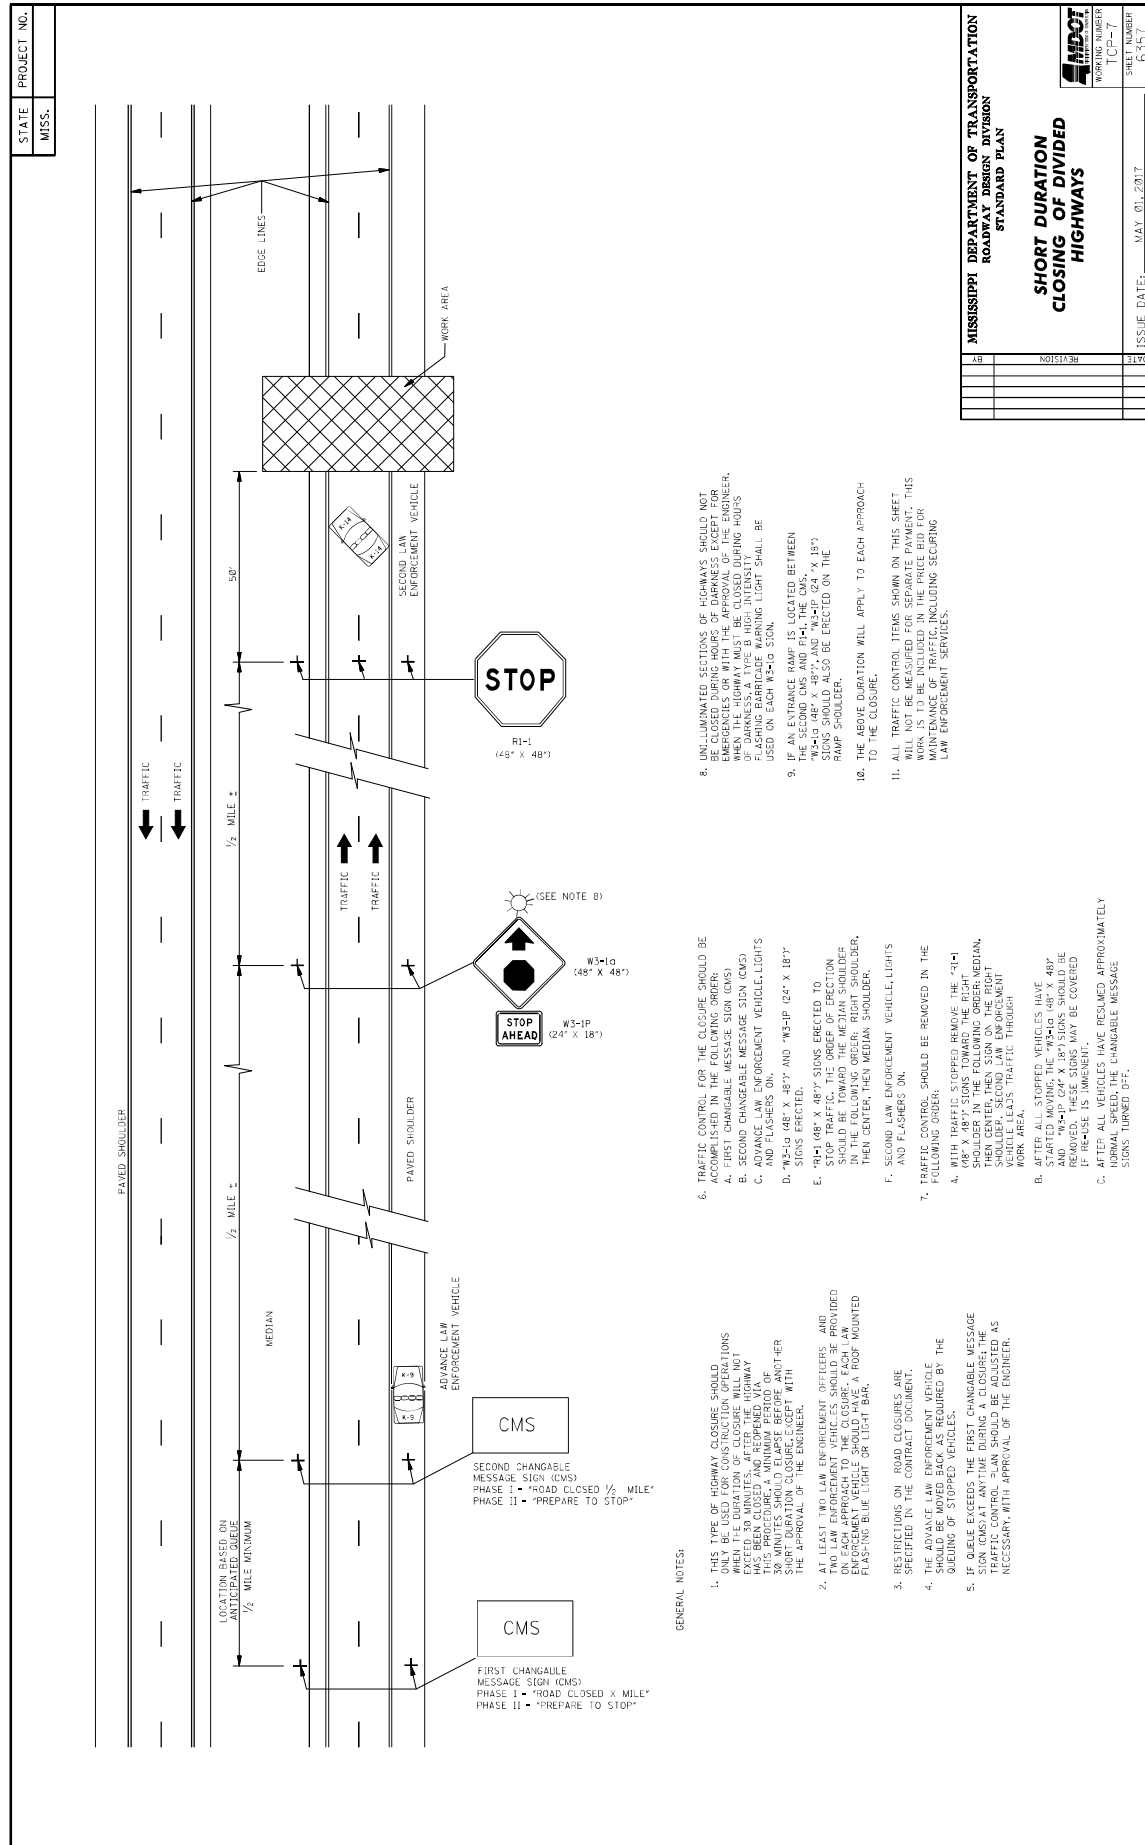 STATE
PROJECT NO.
MISS.
PAVED SHOULDER
TRAFFIC
TRAFFIC
EDGE LINES
LOCATION BASED ON
ANTICIPATED QUEUE
1/2 MILE MINIMUM
1/2 MILE ±
1/2 MILE ±
50'
MEDIAN
TRAFFIC
TRAFFIC
PAVED SHOULDER
WORK AREA
K-9
K-9
ADVANCE LAW
ENFORCEMENT VEHICLE
K-14
K-14
SECOND LAW
ENFORCEMENT VEHICLE
CMS
FIRST CHANGABLE
MESSAGE SIGN (CMS)
PHASE I - "ROAD CLOSED X MILE"
PHASE II - "PREPARE TO STOP"
CMS
SECOND CHANGABLE
MESSAGE SIGN (CMS)
PHASE I - "ROAD CLOSED 1/2 MILE"
PHASE II - "PREPARE TO STOP"
STOP
AHEAD
W3-1P
(24" X 18")
W3-1a
(48" X 48")
(SEE NOTE 8)
STOP
R1-1
(48" X 48")
GENERAL NOTES:
1. THIS TYPE OF HIGHWAY CLOSURE SHOULD
ONLY BE USED FOR CONSTRUCTION OPERATIONS
WHEN THE DURATION OF CLOSURE WILL NOT
EXCEED 30 MINUTES. AFTER THE HIGHWAY
HAS BEEN CLOSED AND REOPENED VIA
THIS PROCEDURE, A MINIMUM PERIOD OF
30 MINUTES SHOULD ELAPSE BEFORE ANOTHER
SHORT DURATION CLOSURE, EXCEPT WITH
THE APPROVAL OF THE ENGINEER.
2. AT LEAST TWO LAW ENFORCEMENT OFFICERS AND
TWO LAW ENFORCEMENT VEHICLES SHOULD BE PROVIDED
ON EACH APPROACH TO THE CLOSURE. EACH LAW
ENFORCEMENT VEHICLE SHOULD HAVE A ROOF MOUNTED
FLASHING BLUE LIGHT OR LIGHT BAR.
3. RESTRICTIONS ON ROAD CLOSURES ARE
SPECIFIED IN THE CONTRACT DOCUMENT.
4. THE ADVANCE LAW ENFORCEMENT VEHICLE
SHOULD BE MOVED BACK AS REQUIRED BY THE
QUEUING OF STOPPED VEHICLES.
5. IF QUEUE EXCEEDS THE FIRST CHANGABLE MESSAGE
SIGN (CMS) AT ANYTIME DURING A CLOSURE; THE
TRAFFIC CONTROL PLAN SHOULD BE ADJUSTED AS
NECESSARY, WITH APPROVAL OF THE ENGINEER.
6. TRAFFIC CONTROL FOR THE CLOSURE SHOULD BE
ACCOMPLISHED IN THE FOLLOWING ORDER:
A. FIRST CHANGABLE MESSAGE SIGN (CMS)
B. SECOND CHANGEABLE MESSAGE SIGN (CMS)
C. ADVANCE LAW ENFORCEMENT VEHICLE, LIGHTS
AND FLASHERS ON.
D. "W3-1a (48" X 48")" AND "W3-1P (24" X 18")"
SIGNS ERECTED.
E. "R1-1 (48" X 48")" SIGNS ERECTED TO
STOP TRAFFIC. THE ORDER OF ERECTION
SHOULD BE TOWARD THE MEDIAN SHOULDER
IN THE FOLLOWING ORDER: RIGHT SHOULDER,
THEN CENTER, THEN MEDIAN SHOULDER.
F. SECOND LAW ENFORCEMENT VEHICLE, LIGHTS
AND FLASHERS ON.
7. TRAFFIC CONTROL SHOULD BE REMOVED IN THE
FOLLOWING ORDER:
A. WITH TRAFFIC STOPPED REMOVE THE "R1-1
(48" X 48")" SIGNS TOWARD THE RIGHT
SHOULDER IN THE FOLLOWING ORDER: MEDIAN,
THEN CENTER, THEN SIGN ON THE RIGHT
SHOULDER. SECOND LAW ENFORCEMENT
VEHICLE LEADS TRAFFIC THROUGH
WORK AREA.
B. AFTER ALL STOPPED VEHICLES HAVE
STARTED MOVING, THE "W3-1a (48" X 48)"
AND "W3-1P (24" X 18") SIGNS SHOULD BE
REMOVED. THESE SIGNS MAY BE COVERED
IF RE-USE IS IMMENENT.
C. AFTER ALL VEHICLES HAVE RESUMED APPROXIMATELY
NORMAL SPEED, THE CHANGABLE MESSAGE
SIGNS TURNED OFF.
8. UNILLUMINATED SECTIONS OF HIGHWAYS SHOULD NOT
BE CLOSED DURING HOURS OF DARKNESS EXCEPT FOR
EMERGENCIES OR WITH THE APPROVAL OF THE ENGINEER.
WHEN THE HIGHWAY MUST BE CLOSED DURING HOURS
OF DARKNESS, A TYPE B HIGH INTENSITY
FLASHING BARRICADE WARNING LIGHT SHALL BE
USED ON EACH W3-1a SIGN.
9. IF AN ENTRANCE RAMP IS LOCATED BETWEEN
THE SECOND CMS AND R1-1, THE CMS,
"W3-1a (48" X 48")", AND "W3-1P (24 "X 18")
SIGNS SHOULD ALSO BE ERECTED ON THE
RAMP SHOULDER.
10. THE ABOVE DURATION WILL APPLY TO EACH APPROACH
TO THE CLOSURE.
11. ALL TRAFFIC CONTROL ITEMS SHOWN ON THIS SHEET
WILL NOT BE MEASURED FOR SEPARATE PAYMENT. THIS
WORK IS TO BE INCLUDED IN THE PRICE BID FOR
MAINTENANCE OF TRAFFIC, INCLUDING SECURING
LAW ENFORCEMENT SERVICES.
BY
REVISION
DATE
MISSISSIPPI DEPARTMENT OF TRANSPORTATION
ROADWAY DESIGN DIVISION
STANDARD PLAN
SHORT DURATION
CLOSING OF DIVIDED
HIGHWAYS
ISSUE DATE: MAY 01, 2017
MDOT
WORKING NUMBER
TCP-7
SHEET NUMBER
6357